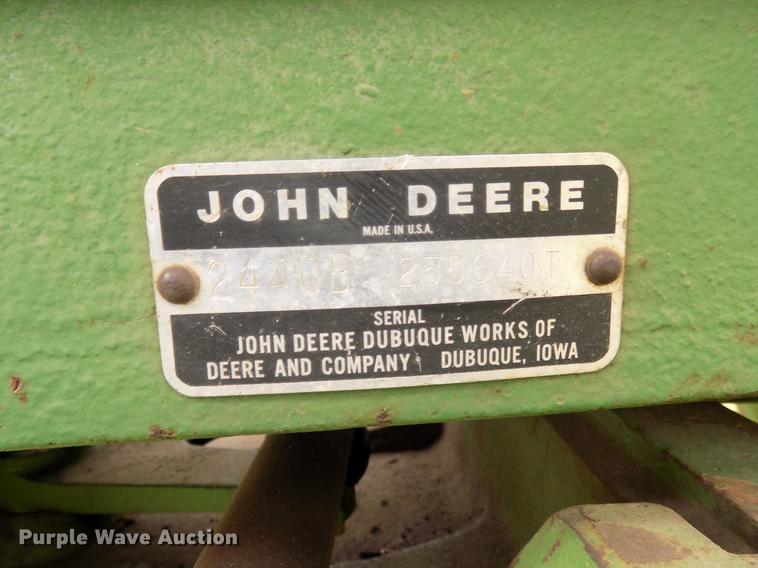 JOHN DEERE
MADE IN U.S.A.
2440B 256640T
SERIAL
JOHN DEERE DUBUQUE WORKS OF
DEERE AND COMPANY DUBUQUE, IOWA
Purple Wave Auction